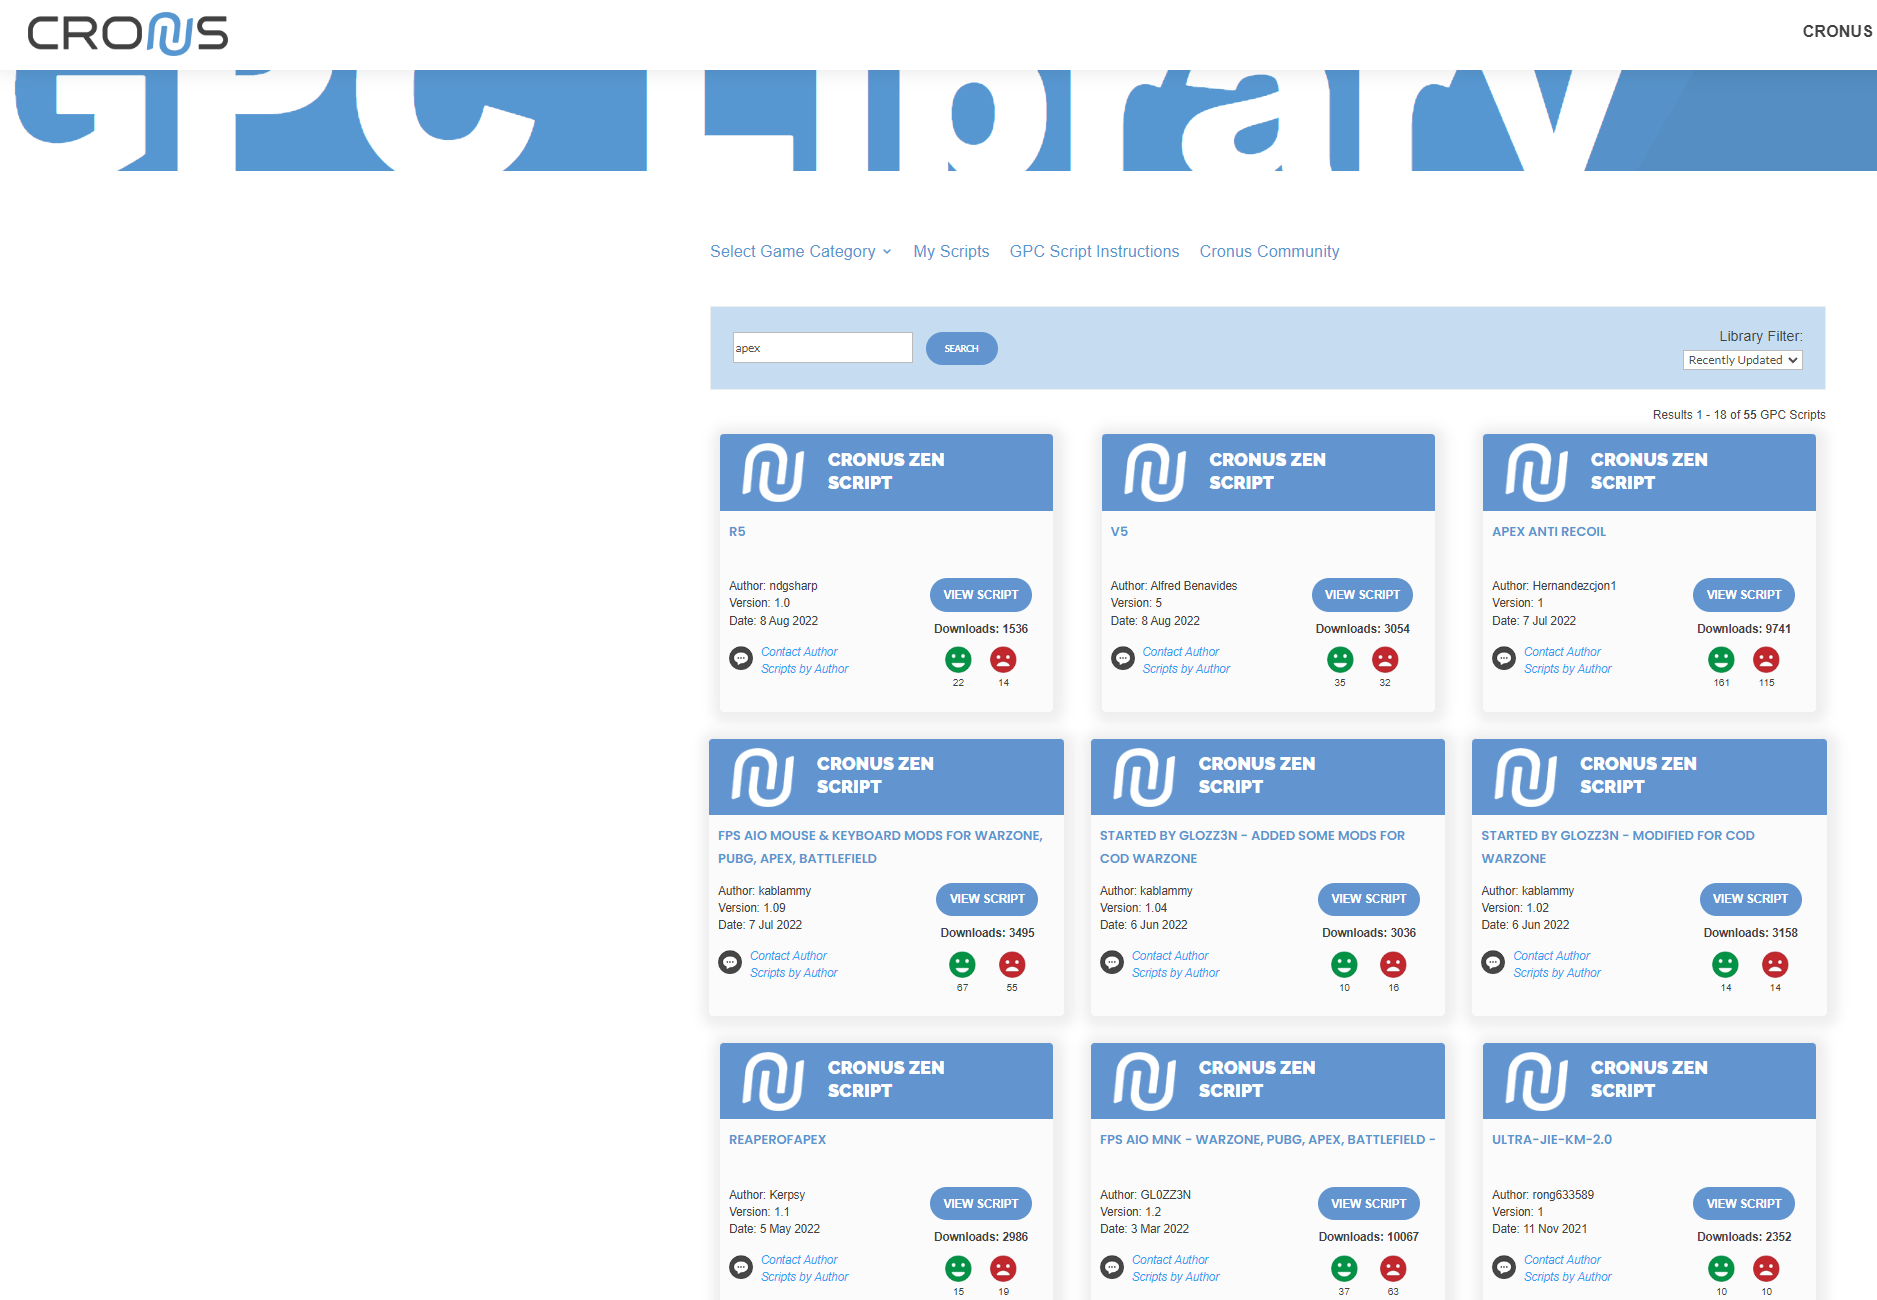 CRONUS
CRONUS
GPC Library
Select Game Category My Scripts GPC Script Instructions Cronus Community
Library Filter:
apex SEARCH
Recently Updated
Results 1 - 18 of 55 GPC Scripts
CRONUS ZEN
SCRIPT
R5
Author: ndgsharp
Version: 1.0
Date: 8 Aug 2022
VIEW SCRIPT
Downloads: 1536
Contact Author
Scripts by Author
22 14
CRONUS ZEN
SCRIPT
V5
Author: Alfred Benavides
Version: 5
Date: 8 Aug 2022
VIEW SCRIPT
Downloads: 3054
Contact Author
Scripts by Author
35 32
CRONUS ZEN
SCRIPT
APEX ANTI RECOIL
Author: Hernandezcjon1
Version: 1
Date: 7 Jul 2022
VIEW SCRIPT
Downloads: 9741
Contact Author
Scripts by Author
161 115
CRONUS ZEN
SCRIPT
FPS AIO MOUSE & KEYBOARD MODS FOR WARZONE,
PUBG, APEX, BATTLEFIELD
Author: kablammy
Version: 1.09
Date: 7 Jul 2022
VIEW SCRIPT
Downloads: 3495
Contact Author
Scripts by Author
67 55
CRONUS ZEN
SCRIPT
STARTED BY GLOZZ3N - ADDED SOME MODS FOR
COD WARZONE
Author: kablammy
Version: 1.04
Date: 6 Jun 2022
VIEW SCRIPT
Downloads: 3036
Contact Author
Scripts by Author
10 16
CRONUS ZEN
SCRIPT
STARTED BY GLOZZ3N - MODIFIED FOR COD
WARZONE
Author: kablammy
Version: 1.02
Date: 6 Jun 2022
VIEW SCRIPT
Downloads: 3158
Contact Author
Scripts by Author
14 14
CRONUS ZEN
SCRIPT
REAPEROFAPEX
Author: Kerpsy
Version: 1.1
Date: 5 May 2022
VIEW SCRIPT
Downloads: 2986
Contact Author
Scripts by Author
15 19
CRONUS ZEN
SCRIPT
FPS AIO MNK - WARZONE, PUBG, APEX, BATTLEFIELD -
Author: GL0ZZ3N
Version: 1.2
Date: 3 Mar 2022
VIEW SCRIPT
Downloads: 10067
Contact Author
Scripts by Author
37 63
CRONUS ZEN
SCRIPT
ULTRA-JIE-KM-2.0
Author: rong633589
Version: 1
Date: 11 Nov 2021
VIEW SCRIPT
Downloads: 2352
Contact Author
Scripts by Author
10 10